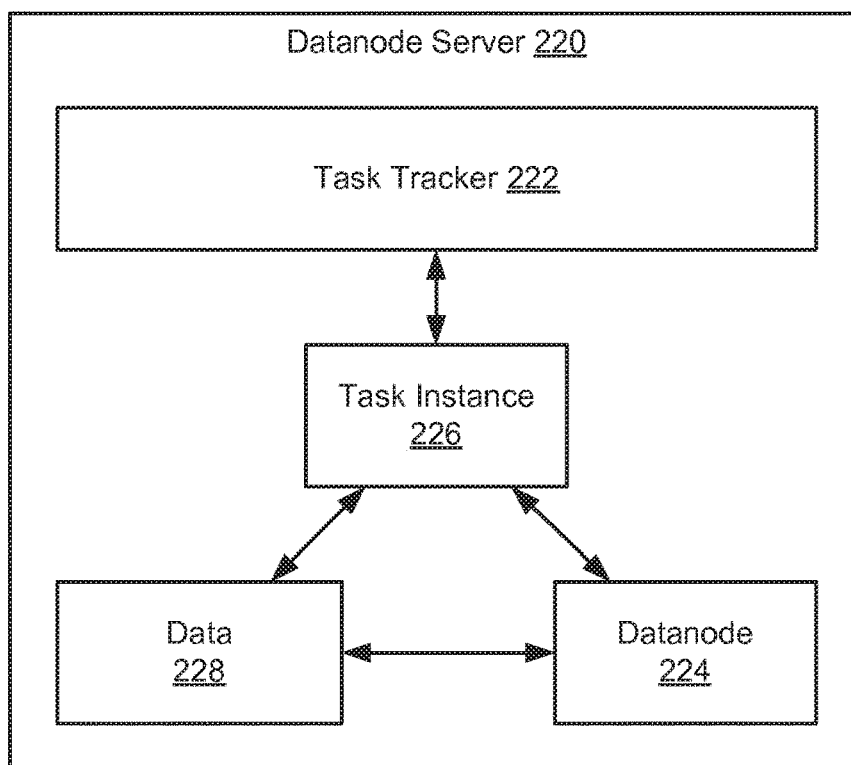 Datanode Server 220
Task Tracker 222
Task Instance
226
Data
228
Datanode
224